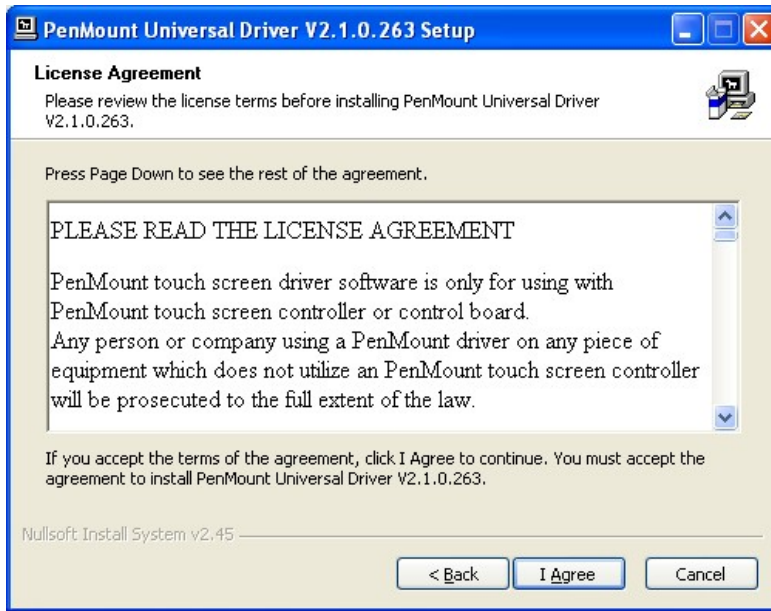 PenMount Universal Driver V2.1.0.263 Setup
License Agreement
Please review the license terms before installing PenMount Universal Driver
V2.1.0.263.
Press Page Down to see the rest of the agreement.
PLEASE READ THE LICENSE AGREEMENT
PenMount touch screen driver software is only for using with
PenMount touch screen controller or control board.
Any person or company using a PenMount driver on any piece of
equipment which does not utilize an PenMount touch screen controller
will be prosecuted to the full extent of the law.
If you accept the terms of the agreement, click I Agree to continue. You must accept the
agreement to install PenMount Universal Driver V2.1.0.263.
Nullsoft Install System v2.45
< Back I Agree Cancel